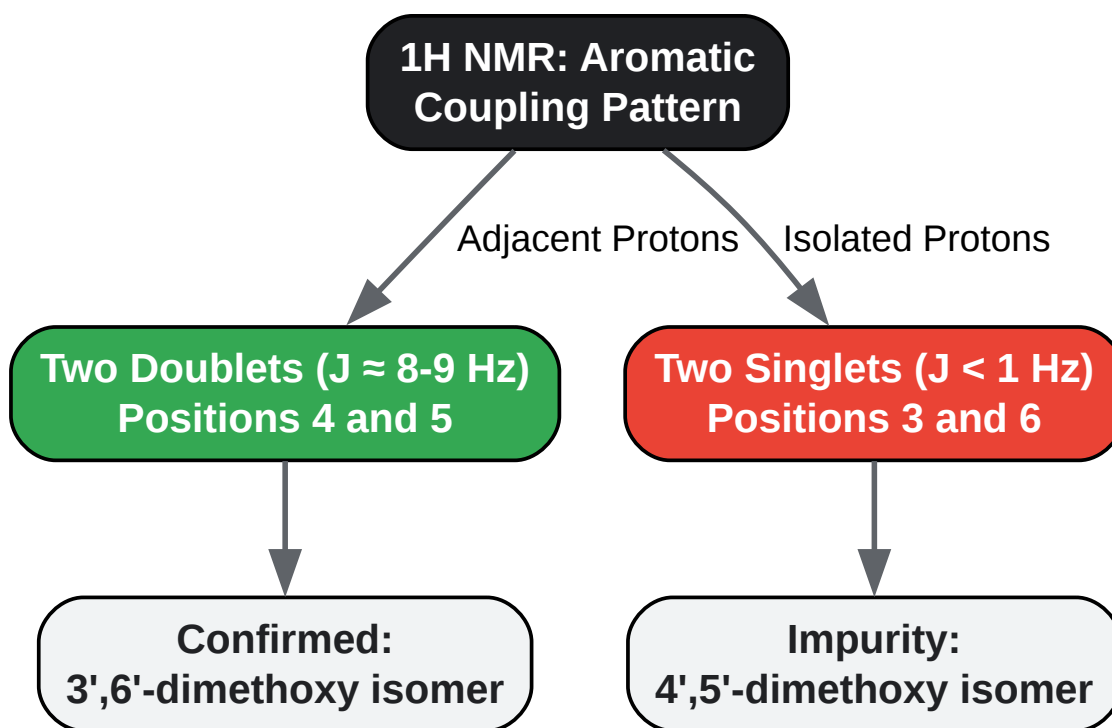 1H NMR: Aromatic
Coupling Pattern
Adjacent Protons
Isolated Protons
Two Doublets (J ≈ 8-9 Hz)
Positions 4 and 5
Two Singlets (J < 1 Hz)
Positions 3 and 6
Confirmed:
3',6'-dimethoxy isomer
Impurity:
4',5'-dimethoxy isomer